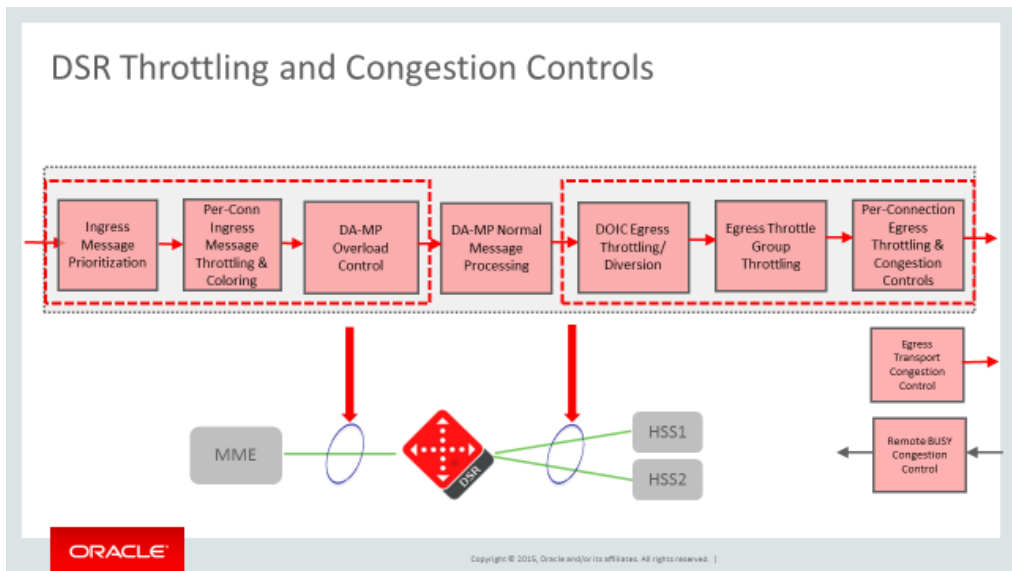 DSR Throttling and Congestion Controls
Ingress
Message
Prioritization
Per-Conn
Ingress
Message
Throttling &
Coloring
DA-MP
Overload
Control
DA-MP Normal
Message
Processing
DOIC Egress
Throttling/
Diversion
Egress Throttle
Group
Throttling
Per-Connection
Egress
Throttling &
Congestion
Controls
Egress
Transport
Congestion
Control
Remote BUSY
Congestion
Control
MME
DSR
HSS1
HSS2
ORACLE
Copyright © 2015, Oracle and/or its affiliates. All rights reserved. |